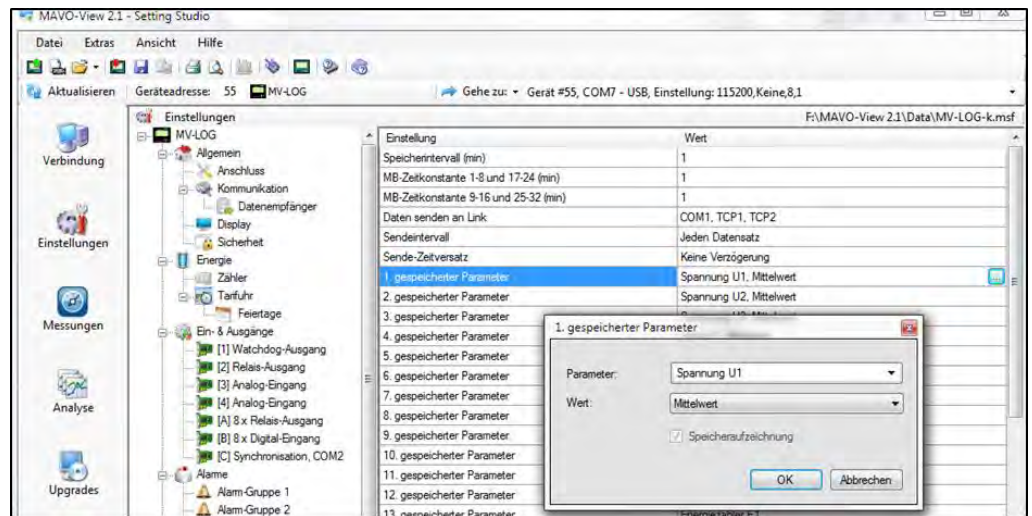 MAVO-View 2.1 - Setting Studio
Datei Extras Ansicht Hilfe
Aktualisieren Geräteadresse: 55 MV-LOG Gehe zu: Gerät #55, COM7 - USB, Einstellung: 115200,Keine,8,1
Verbindung
Einstellungen
Messungen
Analyse
Upgrades
Einstellungen F:\MAVO-View 2.1\Data\MV-LOG-k.msf
MV-LOG
Allgemein
Anschluss
Kommunikation
Datenempfänger
Display
Sicherheit
Energie
Zähler
Tarifuhr
Feiertage
Ein- & Ausgänge
[1] Watchdog-Ausgang
[2] Relais-Ausgang
[3] Analog-Eingang
[4] Analog-Eingang
[A] 8 x Relais-Ausgang
[B] 8 x Digital-Eingang
[C] Synchronisation, COM2
Alarme
Alarm-Gruppe 1
Alarm-Gruppe 2
Einstellung Wert
Speicherintervall (min) 1
MB-Zeitkonstante 1-8 und 17-24 (min) 1
MB-Zeitkonstante 9-16 und 25-32 (min) 1
Daten senden an Link COM1, TCP1, TCP2
Sendeintervall Jeden Datensatz
Sende-Zeitversatz Keine Verzögerung
1. gespeicherter Parameter Spannung U1, Mittelwert ...
2. gespeicherter Parameter Spannung U2, Mittelwert
3. gespeicherter Parameter
4. gespeicherter Parameter
5. gespeicherter Parameter
6. gespeicherter Parameter
7. gespeicherter Parameter
8. gespeicherter Parameter
9. gespeicherter Parameter
10. gespeicherter Parameter
11. gespeicherter Parameter
12. gespeicherter Parameter
13. gespeicherter Parameter
1. gespeicherter Parameter
Parameter: Spannung U1
Wert: Mittelwert
Speicheraufzeichnung
OK Abbrechen